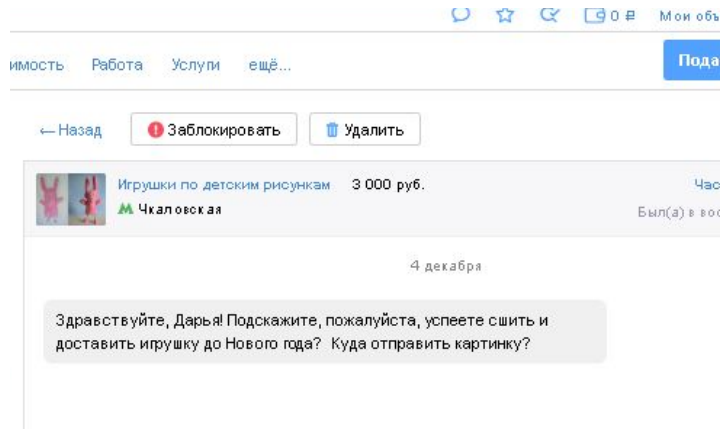 0 ₽ Мои объ
имость Работа Услуги ещё...
Пода
← Назад Заблокировать Удалить
Игрушки по детским рисункам 3 000 руб.
Час
Чкаловская
Был(а) в вос
4 декабря
Здравствуйте, Дарья! Подскажите, пожалуйста, успеете сшить и
доставить игрушку до Нового года? Куда отправить картинку?